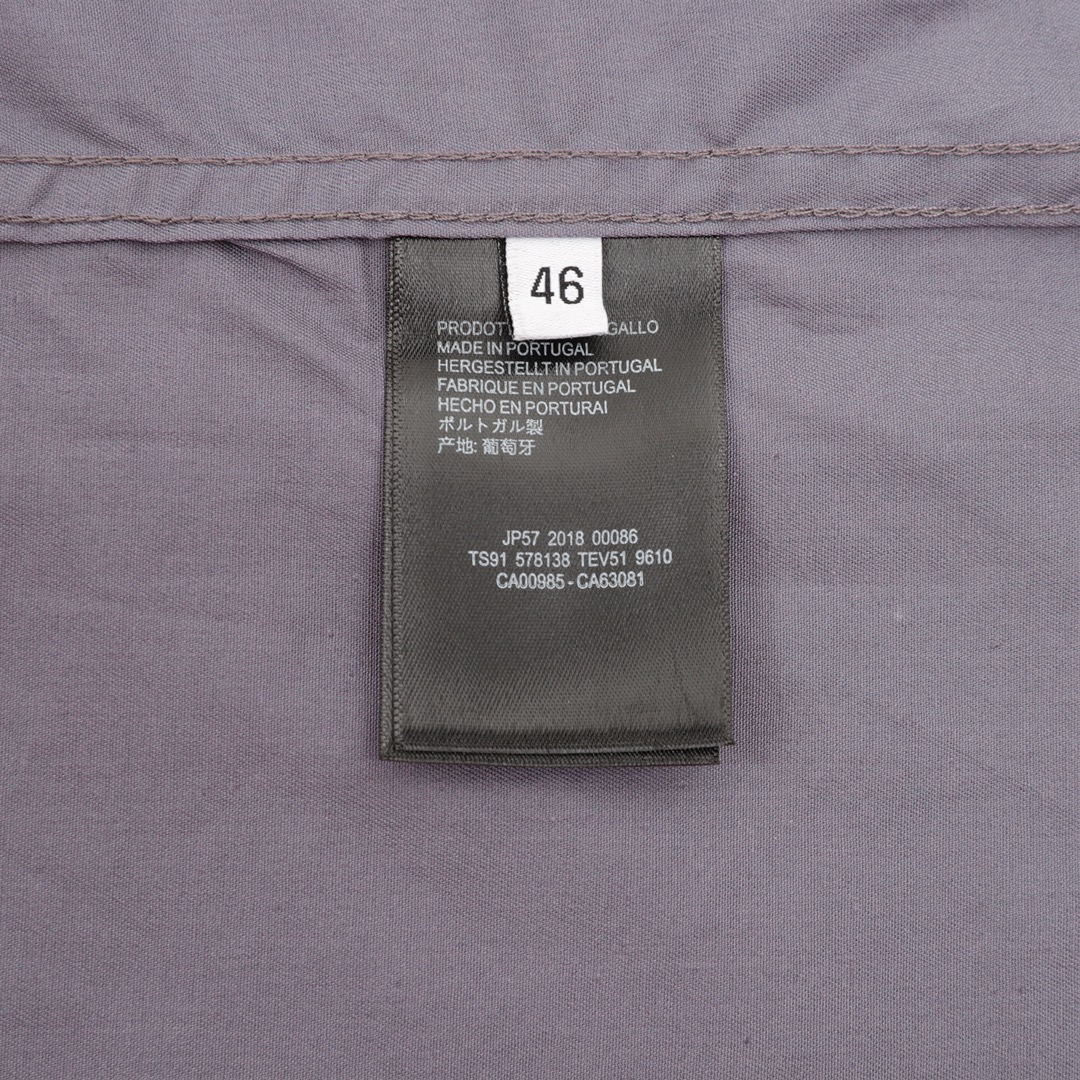 46
PRODOT GALLO
MADE IN PORTUGAL
HERGESTELLT IN PORTUGAL
FABRIQUE EN PORTUGAL
HECHO EN PORTURAI
ポルトガル製
产地: 葡萄牙
JP57 2018 00086
TS91 578138 TEV51 9610
CA00985-CA63081